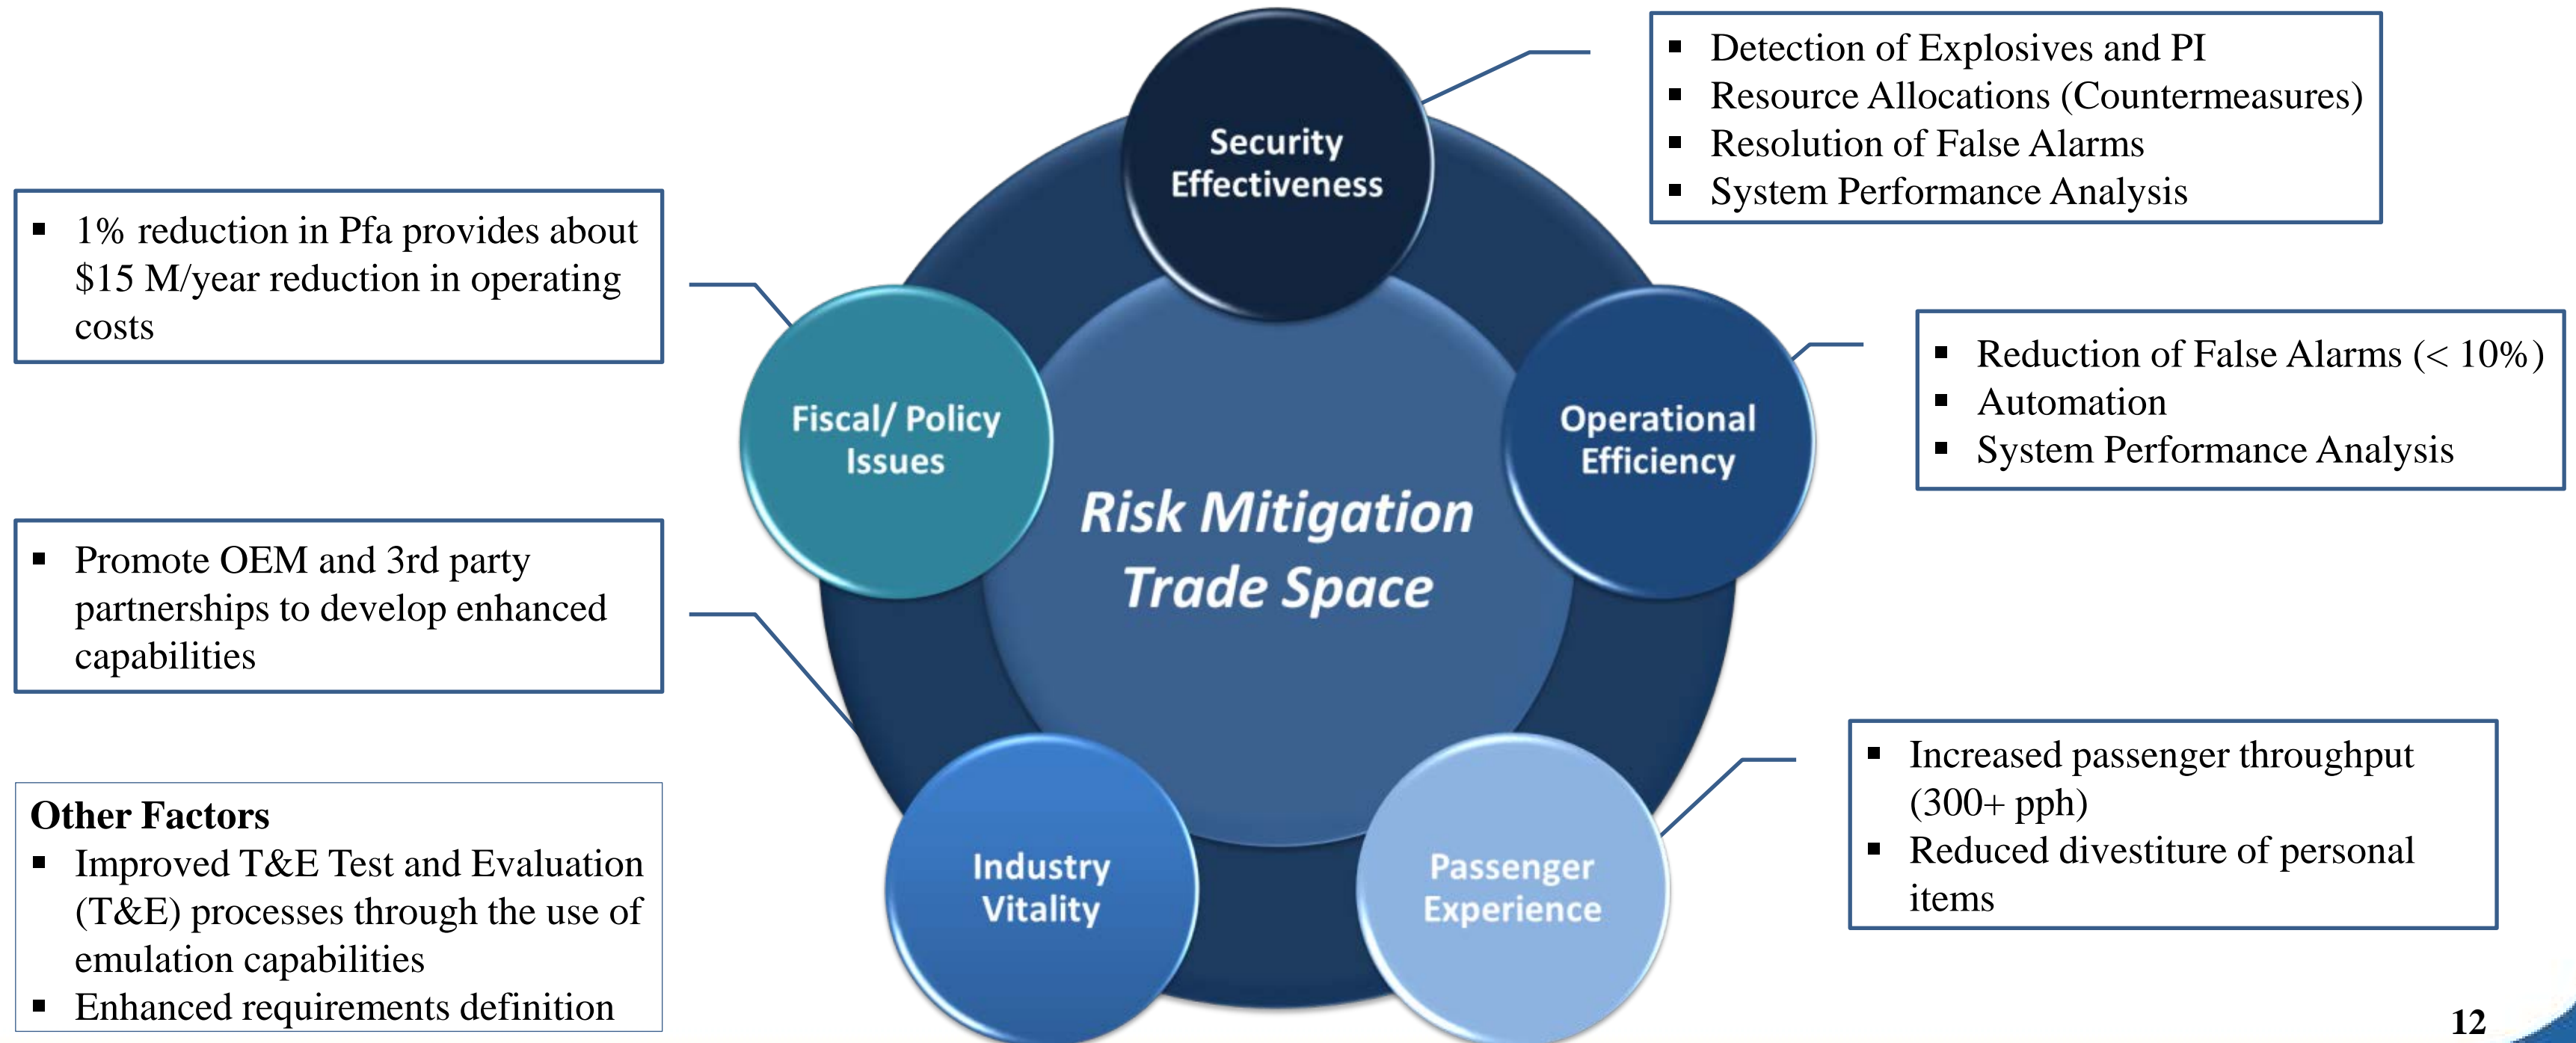 Security
Effectiveness
▪ Detection of Explosives and PI
▪ Resource Allocations (Countermeasures)
▪ Resolution of False Alarms
▪ System Performance Analysis
▪ 1% reduction in Pfa provides about
$15 M/year reduction in operating
costs
Fiscal/ Policy
Issues
Operational
Efficiency
▪ Reduction of False Alarms (< 10%)
▪ Automation
▪ System Performance Analysis
Risk Mitigation
Trade Space
▪ Promote OEM and 3rd party
partnerships to develop enhanced
capabilities
Industry
Vitality
Passenger
Experience
▪ Increased passenger throughput
(300+ pph)
▪ Reduced divestiture of personal
items
Other Factors
▪ Improved T&E Test and Evaluation
(T&E) processes through the use of
emulation capabilities
▪ Enhanced requirements definition
12